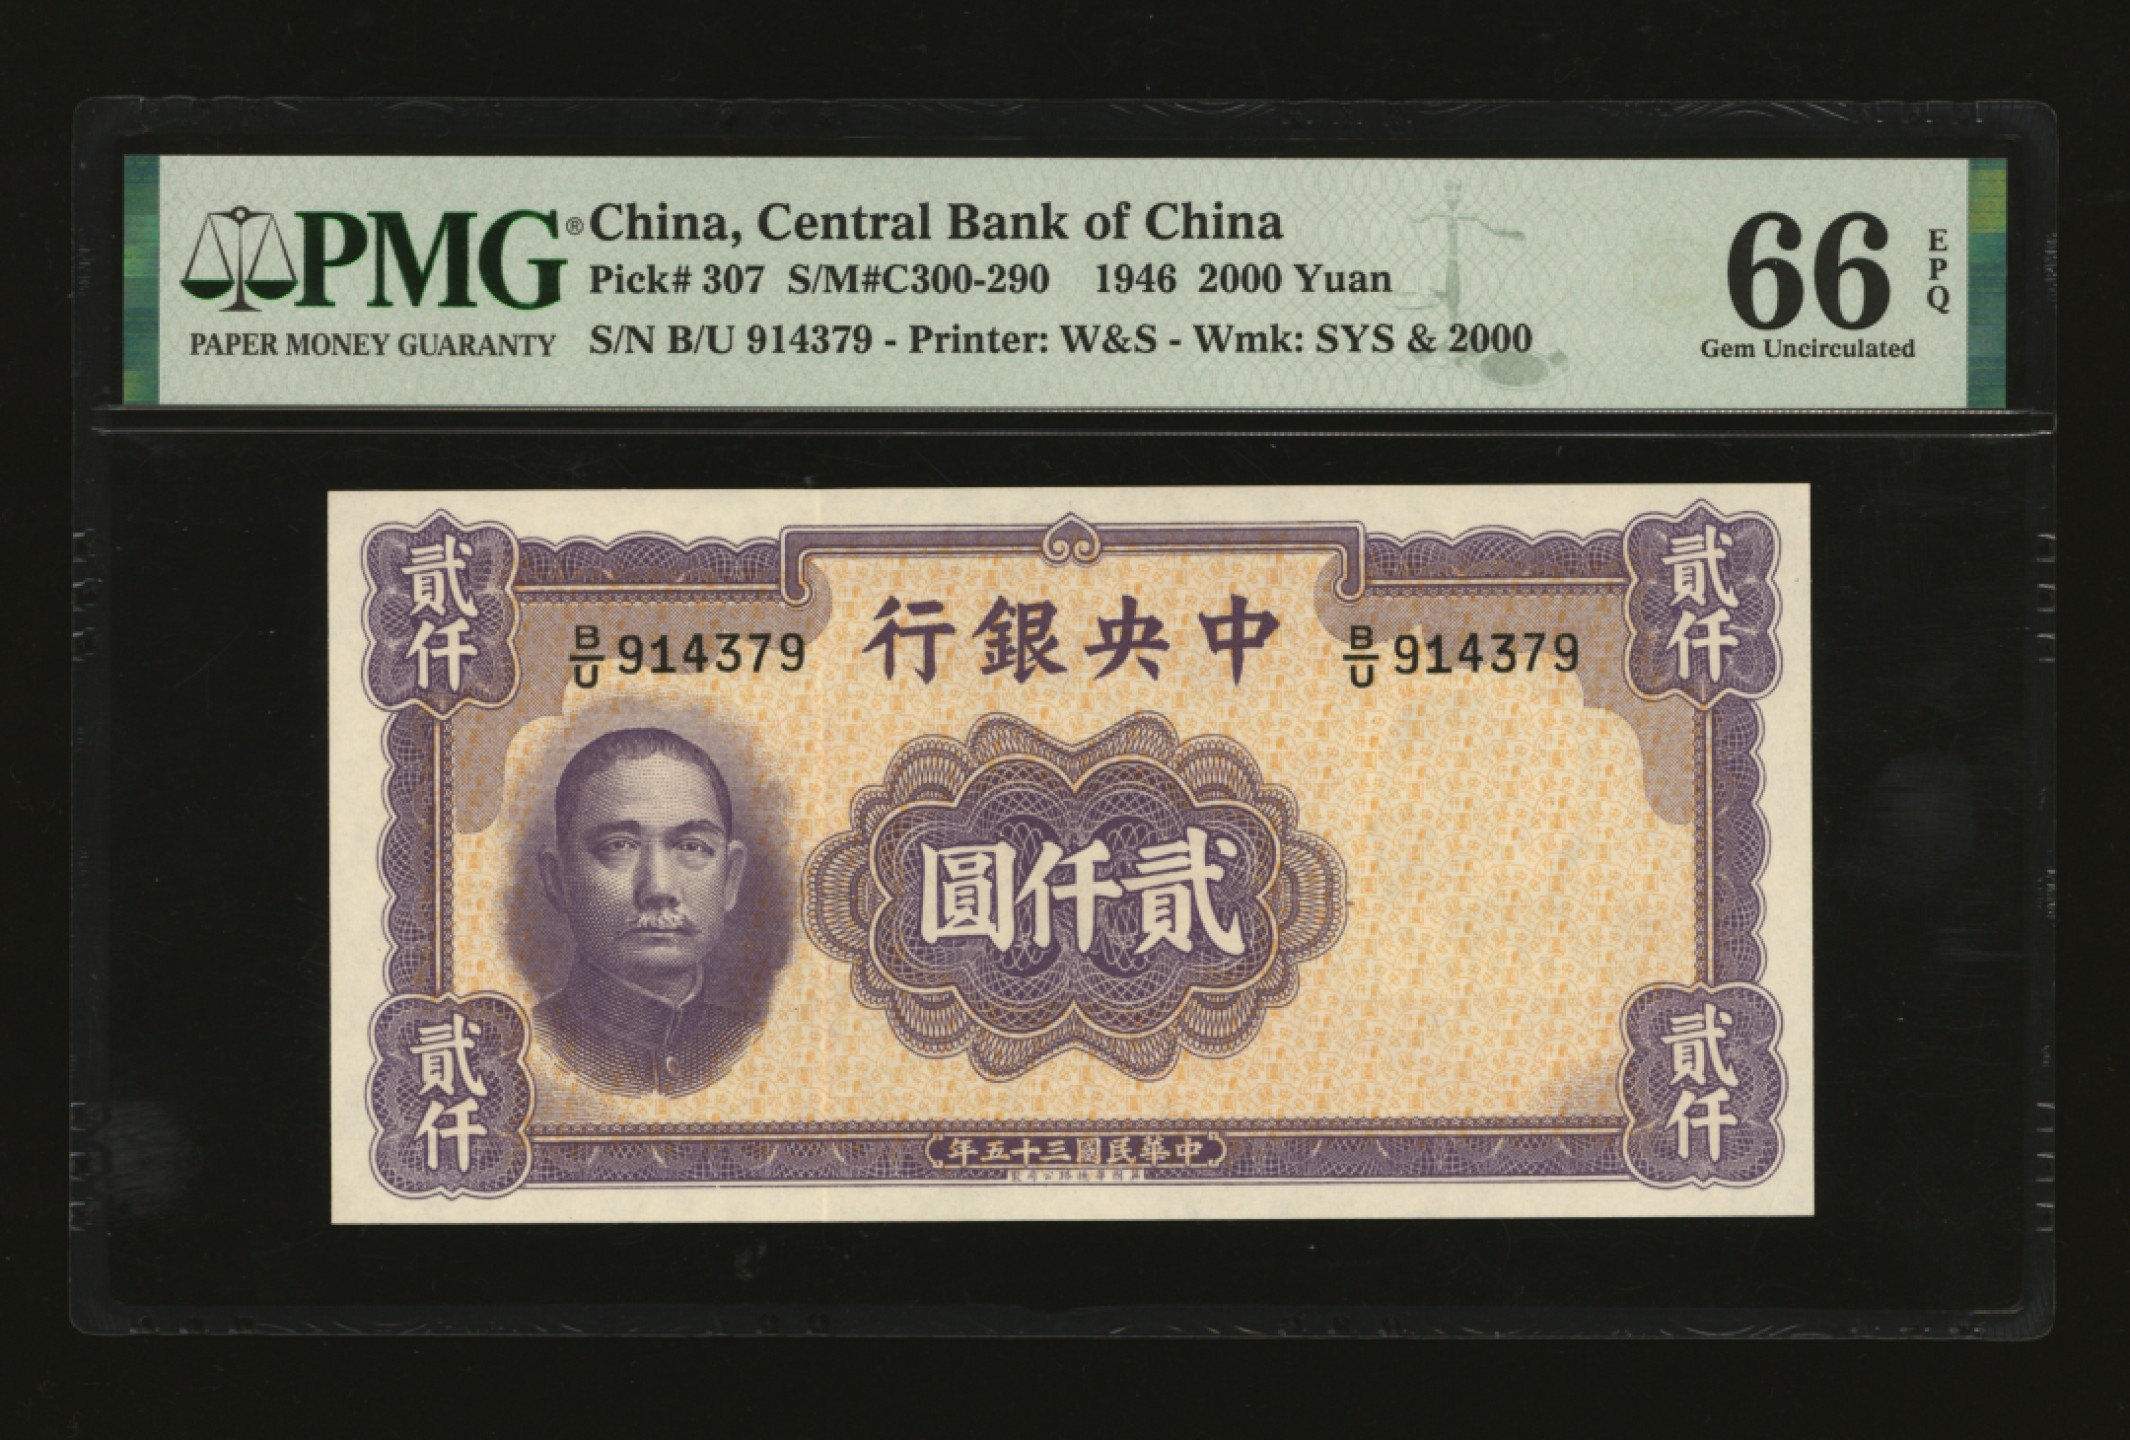 PMG®
PAPER MONEY GUARANTY
China, Central Bank of China
Pick# 307 S/M#C300-290 1946 2000 Yuan
S/N B/U 914379 - Printer: W&S - Wmk: SYS & 2000
66
EPQ
Gem Uncirculated
貳仟
貳仟
中央銀行
B/U 914379
B/U 914379
貳仟圓
貳仟
貳仟
中華民國三十五年